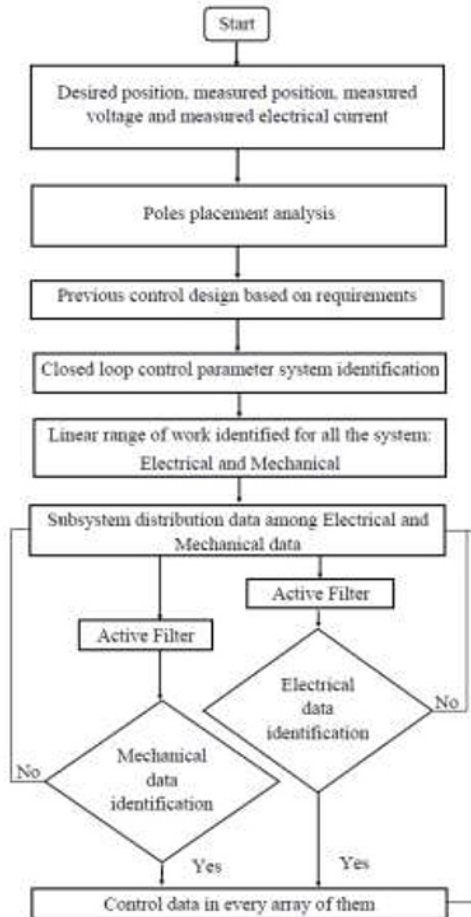 Start
Desired position, measured position, measured
voltage and measured electrical current
Poles placement analysis
Previous control design based on requirements
Closed loop control parameter system identification
Linear range of work identified for all the system:
Electrical and Mechanical
Subsystem distribution data among Electrical and
Mechanical data
Active Filter
Active Filter
Electrical
data
identification
No
Mechanical
data
identification
No
Yes
Yes
Control data in every array of them